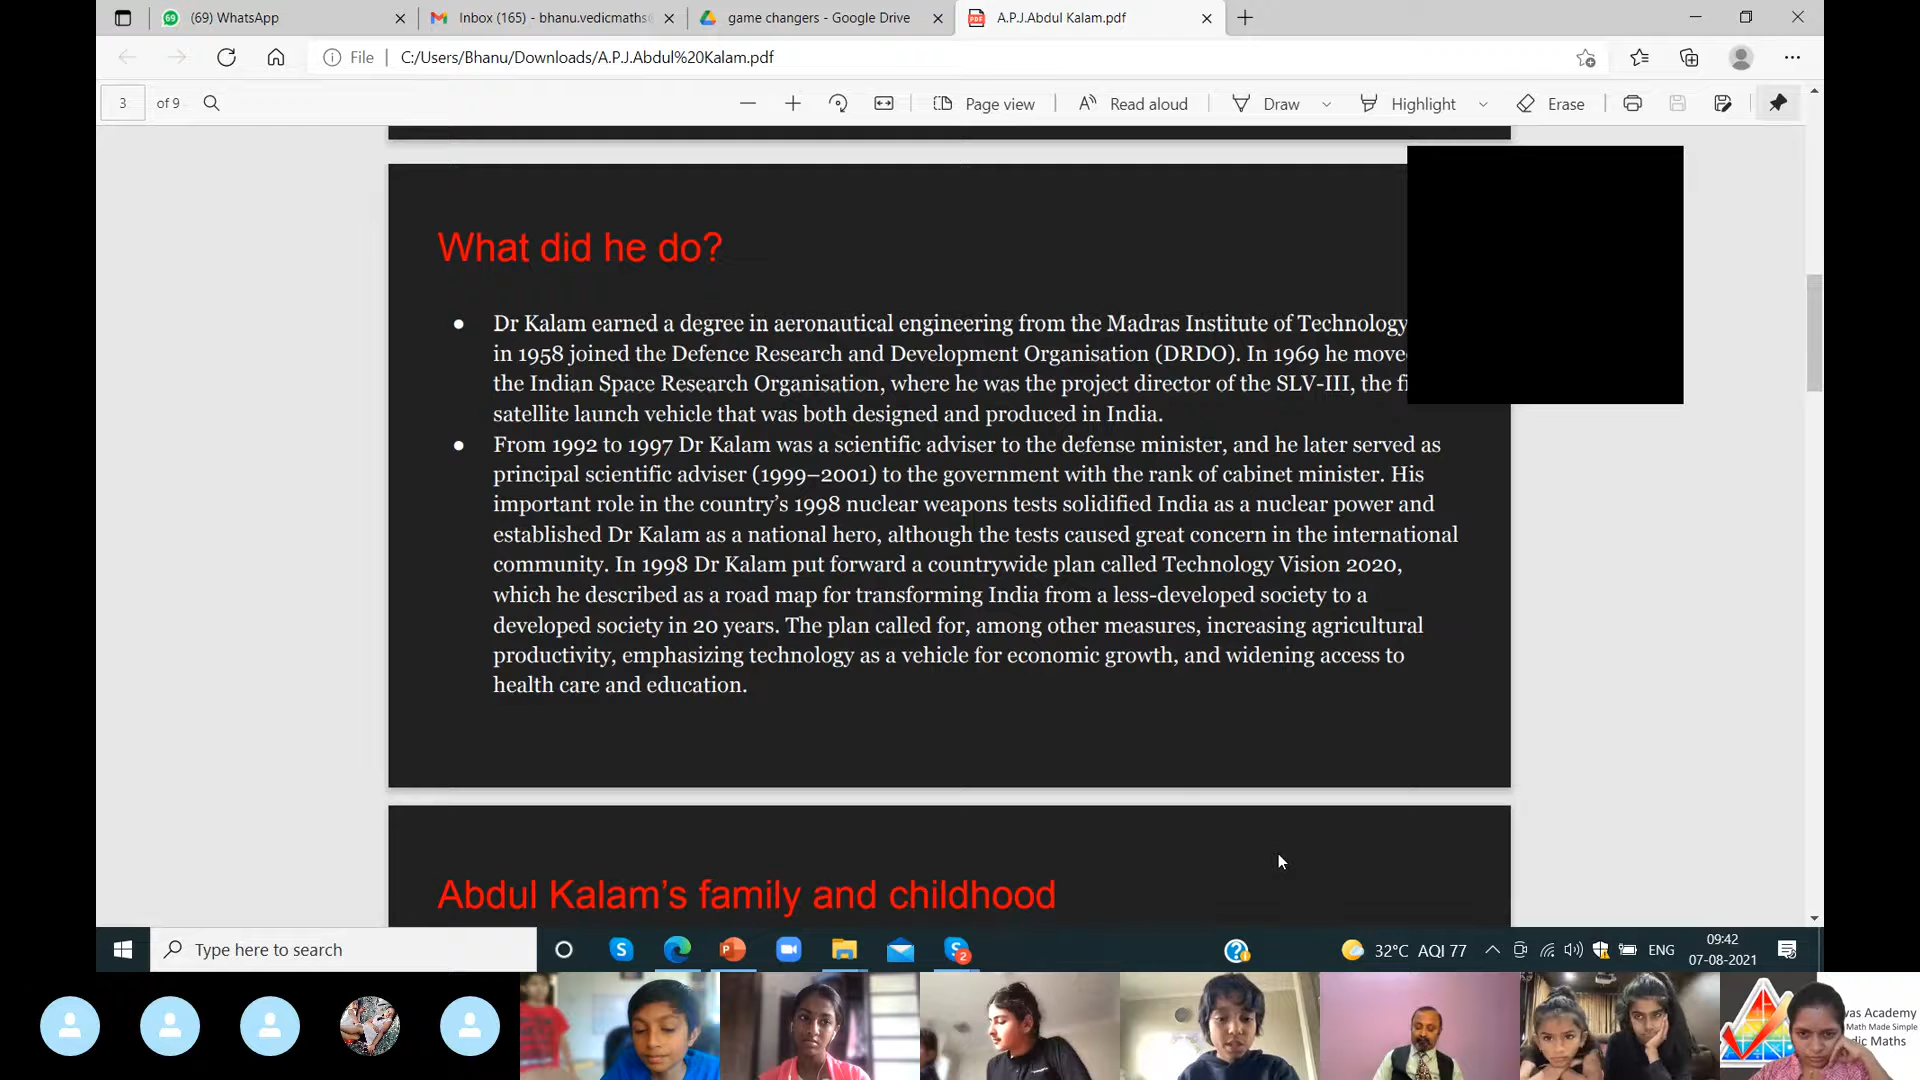 (69) WhatsApp
Inbox (165) - bhanu.vedicmaths
game changers - Google Drive
A.P.J.Abdul Kalam.pdf
File
C:/Users/Bhanu/Downloads/A.P.J.Abdul%20Kalam.pdf
3 of 9
Page view
Read aloud
Draw
Highlight
Erase
What did he do?
● Dr Kalam earned a degree in aeronautical engineering from the Madras Institute of Technology
in 1958 joined the Defence Research and Development Organisation (DRDO). In 1969 he
the Indian Space Research Organisation, where he was the project director of the SLV-III, the
satellite launch vehicle that was both designed and produced in India.
● From 1992 to 1997 Dr Kalam was a scientific adviser to the defense minister, and he later served as
principal scientific adviser (1999–2001) to the government with the rank of cabinet minister. His
important role in the country's 1998 nuclear weapons tests solidified India as a nuclear power and
established Dr Kalam as a national hero, although the tests caused great concern in the international
community. In 1998 Dr Kalam put forward a countrywide plan called Technology Vision 2020,
which he described as a road map for transforming India from a less-developed society to a
developed society in 20 years. The plan called for, among other measures, increasing agricultural
productivity, emphasizing technology as a vehicle for economic growth, and widening access to
health care and education.
Abdul Kalam's family and childhood
Type here to search
32°C AQI 77
ENG
09:42
07-08-2021
Academy
Math Made Simple
Maths